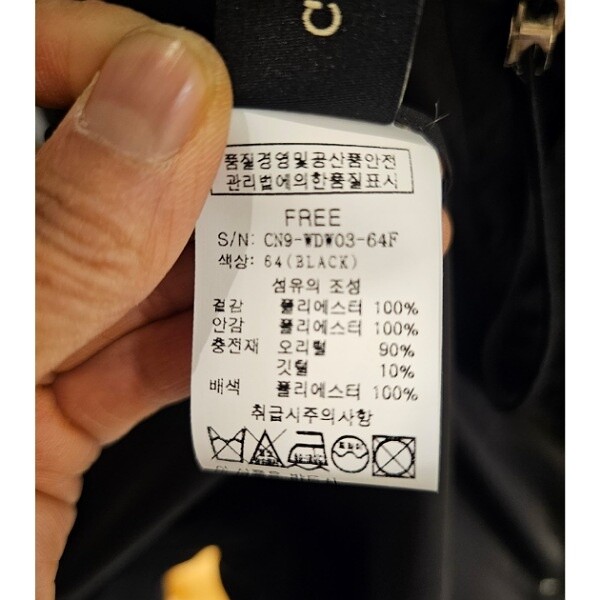 품질경영및공산품안전
관리법에의한품질표시
FREE
S/N: CN9-WDW03-64F
색상: 64(BLACK)
섬유의 조성
겉감 폴리에스터 100%
안감 폴리에스터 100%
충전재 오리털 90%
깃털 10%
배색 폴리에스터 100%
취급시주의사항